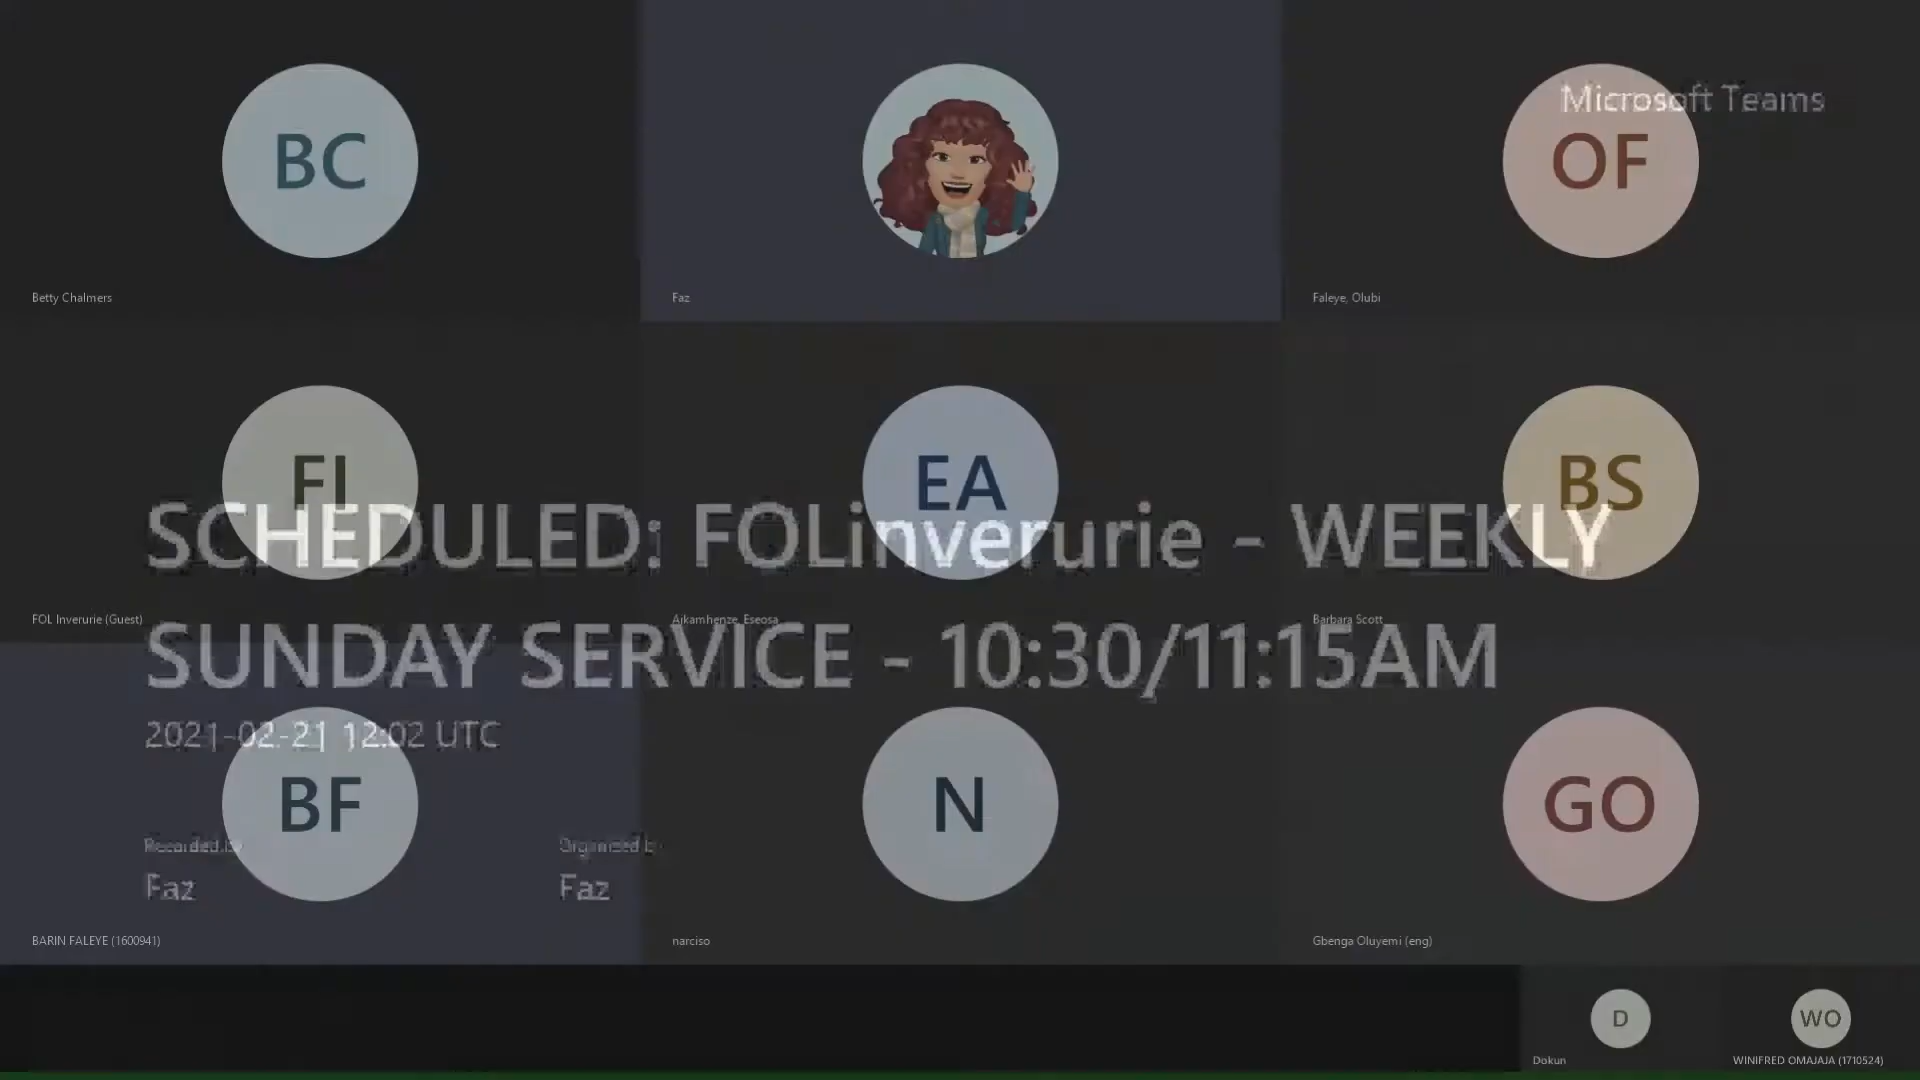 BC
OF
Microsoft Teams
Betty Chalmers
Faz
Faleye, Olubi
FI
EA
BS
SCHEDULED: FOLinverurie - WEEKLY
FOL Inverurie (Guest)
Aikamhenze, Eseosa
Barbara Scott
SUNDAY SERVICE - 10:30/11:15AM
2021-02-21 12:02 UTC
BF
N
GO
Recorded by
Organized by
Faz
Faz
BARIN FALEYE (1600941)
narciso
Gbenga Oluyemi (eng)
D
WO
Dokun
WINIFRED OMAJAJA (1710524)